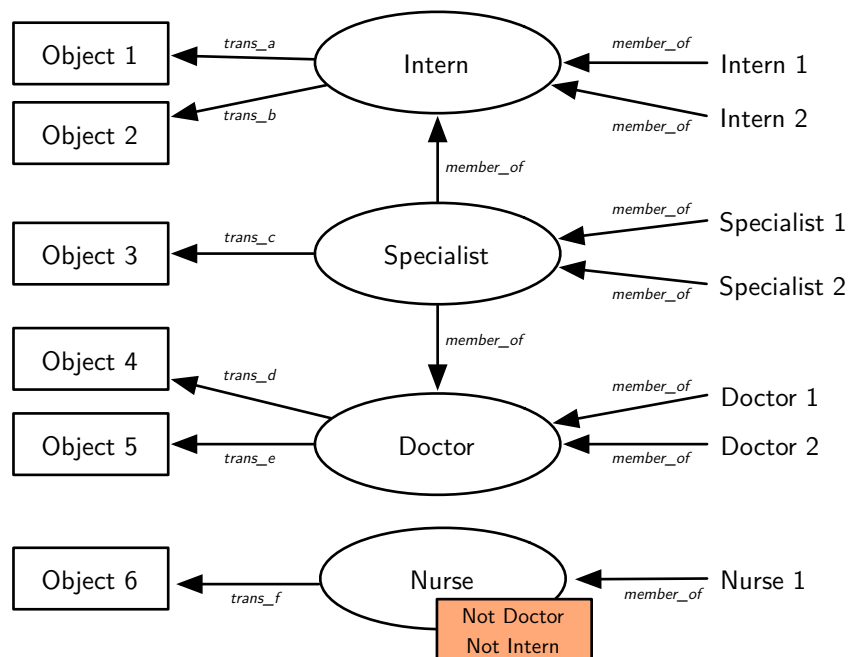 Object 1
trans_a
Intern
member_of
Intern 1
Object 2
trans_b
member_of
Intern 2
member_of
Object 3
trans_c
Specialist
member_of
Specialist 1
member_of
Specialist 2
member_of
Object 4
trans_d
member_of
Doctor 1
Object 5
trans_e
Doctor
member_of
Doctor 2
Object 6
trans_f
Nurse
member_of
Nurse 1
Not Doctor
Not Intern